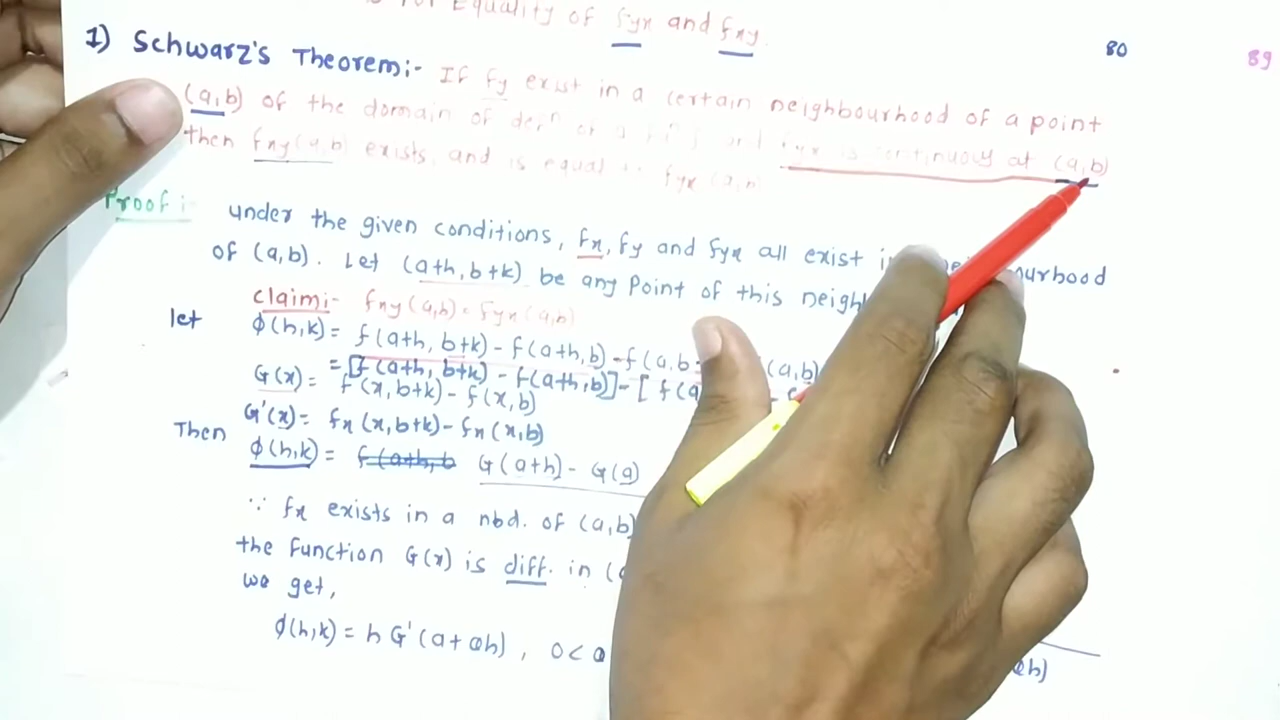 for Equality of fyx and fxy.
80
89
1) Schwarz's Theorem:- If fy exist in a certain neighbourhood of a point
(a,b) of the domain of defⁿ of a fⁿ f and fyx is continuous at (a,b)
then fxy(a,b) exists, and is equal to fyx(a,b)
Proof :-
under the given conditions, fx, fy and fyx all exist in
of (a,b). Let (a+h, b+k) be any point of this
claim:- fxy(a,b) = fyx(a,b)
let ϕ(h,k) = f(a+h, b+k) - f(a+h, b) - f(a,b (a,b)
= [f(a+h, b+k) - f(a+h,b)] - [f(a
G(x) = f(x, b+k) - f(x,b)
G'(x) = fx(x,b+k) - fx(x,b)
Then ϕ(h,k) = G(a+h) - G(a)
∵ fx exists in a nbd. of (a,b)
the function G(x) is diff. in
we get,
ϕ(h,k) = h G'(a+θh), 0<θ
θh)